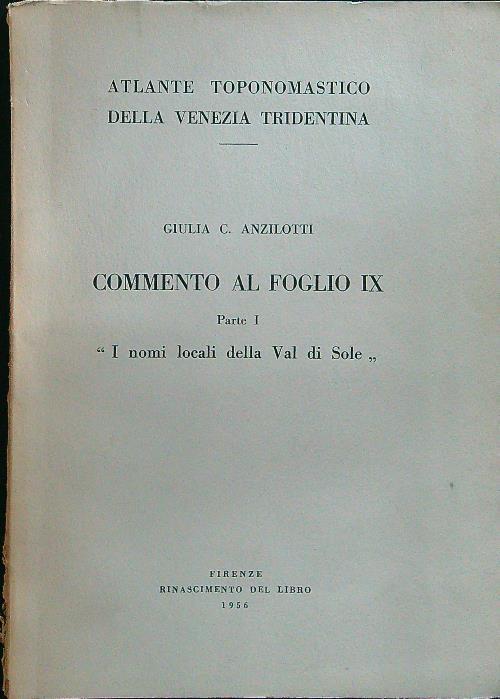 ATLANTE TOPONOMASTICO
DELLA VENEZIA TRIDENTINA
GIULIA C. ANZILOTTI
COMMENTO AL FOGLIO IX
Parte I
“ I nomi locali della Val di Sole „
FIRENZE
RINASCIMENTO DEL LIBRO
1956